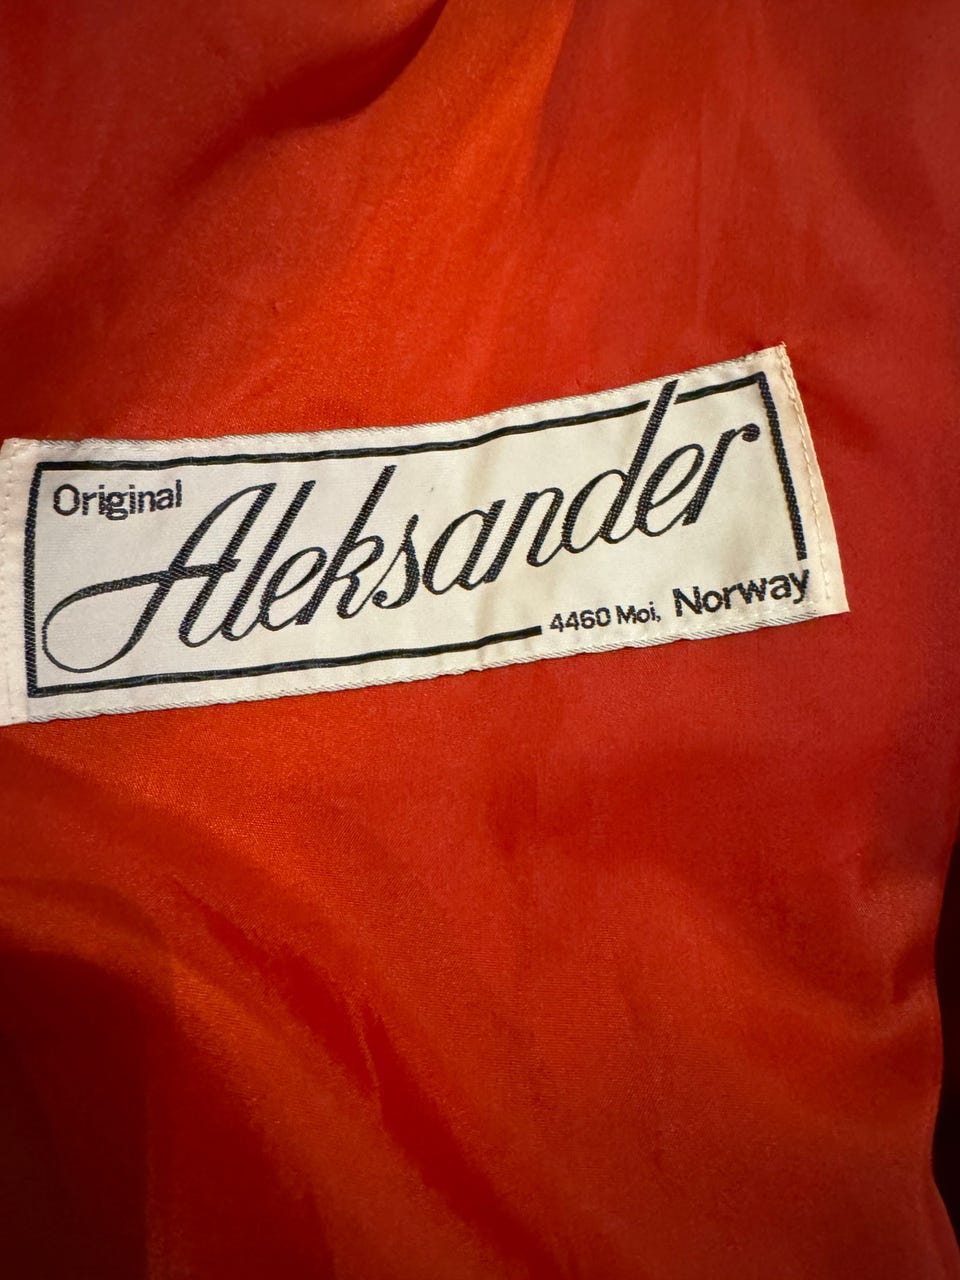 Original
Aleksander
4460 Moi, Norway